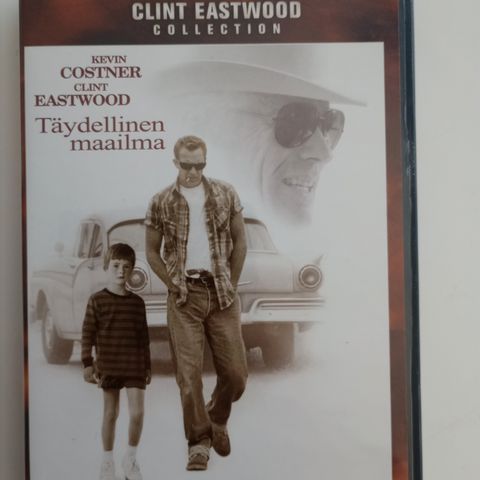 CLINT EASTWOOD
COLLECTION
KEVIN
COSTNER
CLINT
EASTWOOD
Täydellinen
maailma